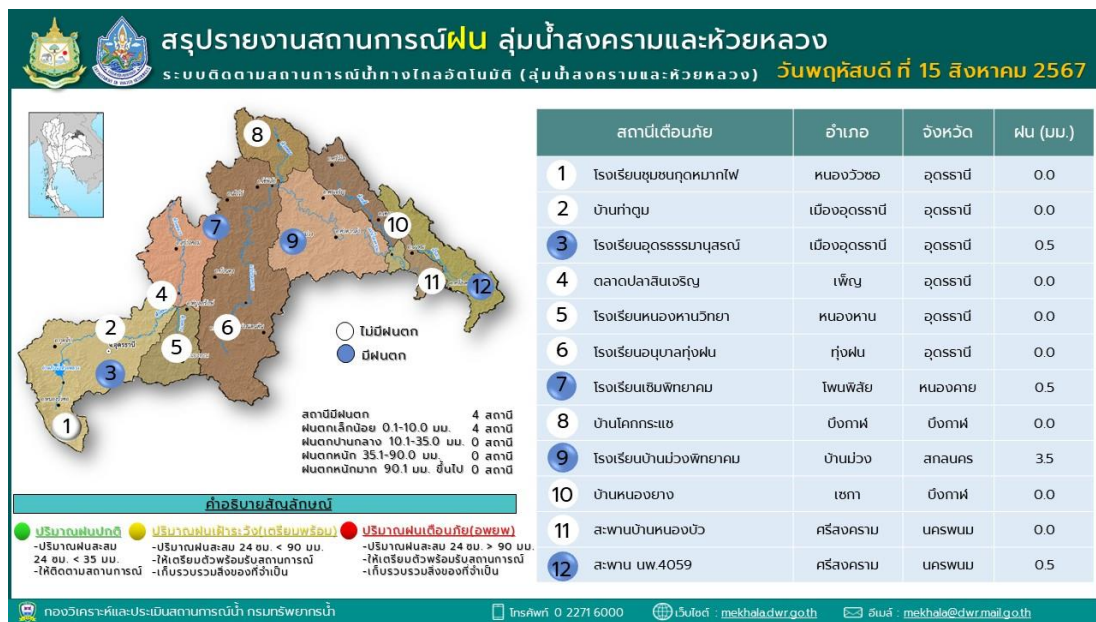 สรุปรายงานสถานการณ์ฝน ลุ่มน้ำสงครามและห้วยหลวง
ระบบติดตามสถานการณ์น้ำทางไกลอัตโนมัติ (ลุ่มน้ำสงครามและห้วยหลวง) วันพฤหัสบดี ที่ 15 สิงหาคม 2567
8
7
9
10
4
11
12
2
6
5
3
1
อุดรธานี
ไม่มีฝนตก
มีฝนตก
สถานีมีฝนตก 4 สถานี
ฝนตกเล็กน้อย 0.1-10.0 มม. 4 สถานี
ฝนตกปานกลาง 10.1-35.0 มม. 0 สถานี
ฝนตกหนัก 35.1-90.0 มม. 0 สถานี
ฝนตกหนักมาก 90.1 มม. ขึ้นไป 0 สถานี
คำอธิบายสัญลักษณ์
ปริมาณฝนปกติ
-ปริมาณฝนสะสม
24 ชม. < 35 มม.
-ให้ติดตามสถานการณ์
ปริมาณฝนเฝ้าระวัง(เตรียมพร้อม)
-ปริมาณฝนสะสม 24 ชม. < 90 มม.
-ให้เตรียมตัวพร้อมรับสถานการณ์
-เก็บรวบรวมสิ่งของที่จำเป็น
ปริมาณฝนเตือนภัย(อพยพ)
-ปริมาณฝนสะสม 24 ชม. > 90 มม.
-ให้เตรียมตัวพร้อมรับสถานการณ์
-เก็บรวบรวมสิ่งของที่จำเป็น
สถานีเตือนภัย อำเภอ จังหวัด ฝน (มม.)
1 โรงเรียนชุมชนกุดหมากไฟ หนองวัวซอ อุดรธานี 0.0
2 บ้านท่าตูม เมืองอุดรธานี อุดรธานี 0.0
3 โรงเรียนอุดรธรรมานุสรณ์ เมืองอุดรธานี อุดรธานี 0.5
4 ตลาดปลาสินเจริญ เพ็ญ อุดรธานี 0.0
5 โรงเรียนหนองหานวิทยา หนองหาน อุดรธานี 0.0
6 โรงเรียนอนุบาลทุ่งฝน ทุ่งฝน อุดรธานี 0.0
7 โรงเรียนเซิมพิทยาคม โพนพิสัย หนองคาย 0.5
8 บ้านโคกกระแซ บึงกาฬ บึงกาฬ 0.0
9 โรงเรียนบ้านม่วงพิทยาคม บ้านม่วง สกลนคร 3.5
10 บ้านหนองยาง เซกา บึงกาฬ 0.0
11 สะพานบ้านหนองบัว ศรีสงคราม นครพนม 0.0
12 สะพาน นพ.4059 ศรีสงคราม นครพนม 0.5
กองวิเคราะห์และประเมินสถานการณ์น้ำ กรมทรัพยากรน้ำ โทรศัพท์ 0 2271 6000 เว็บไซต์ : mekhala.dwr.go.th อีเมล์ : mekhala@dwr.mail.go.th